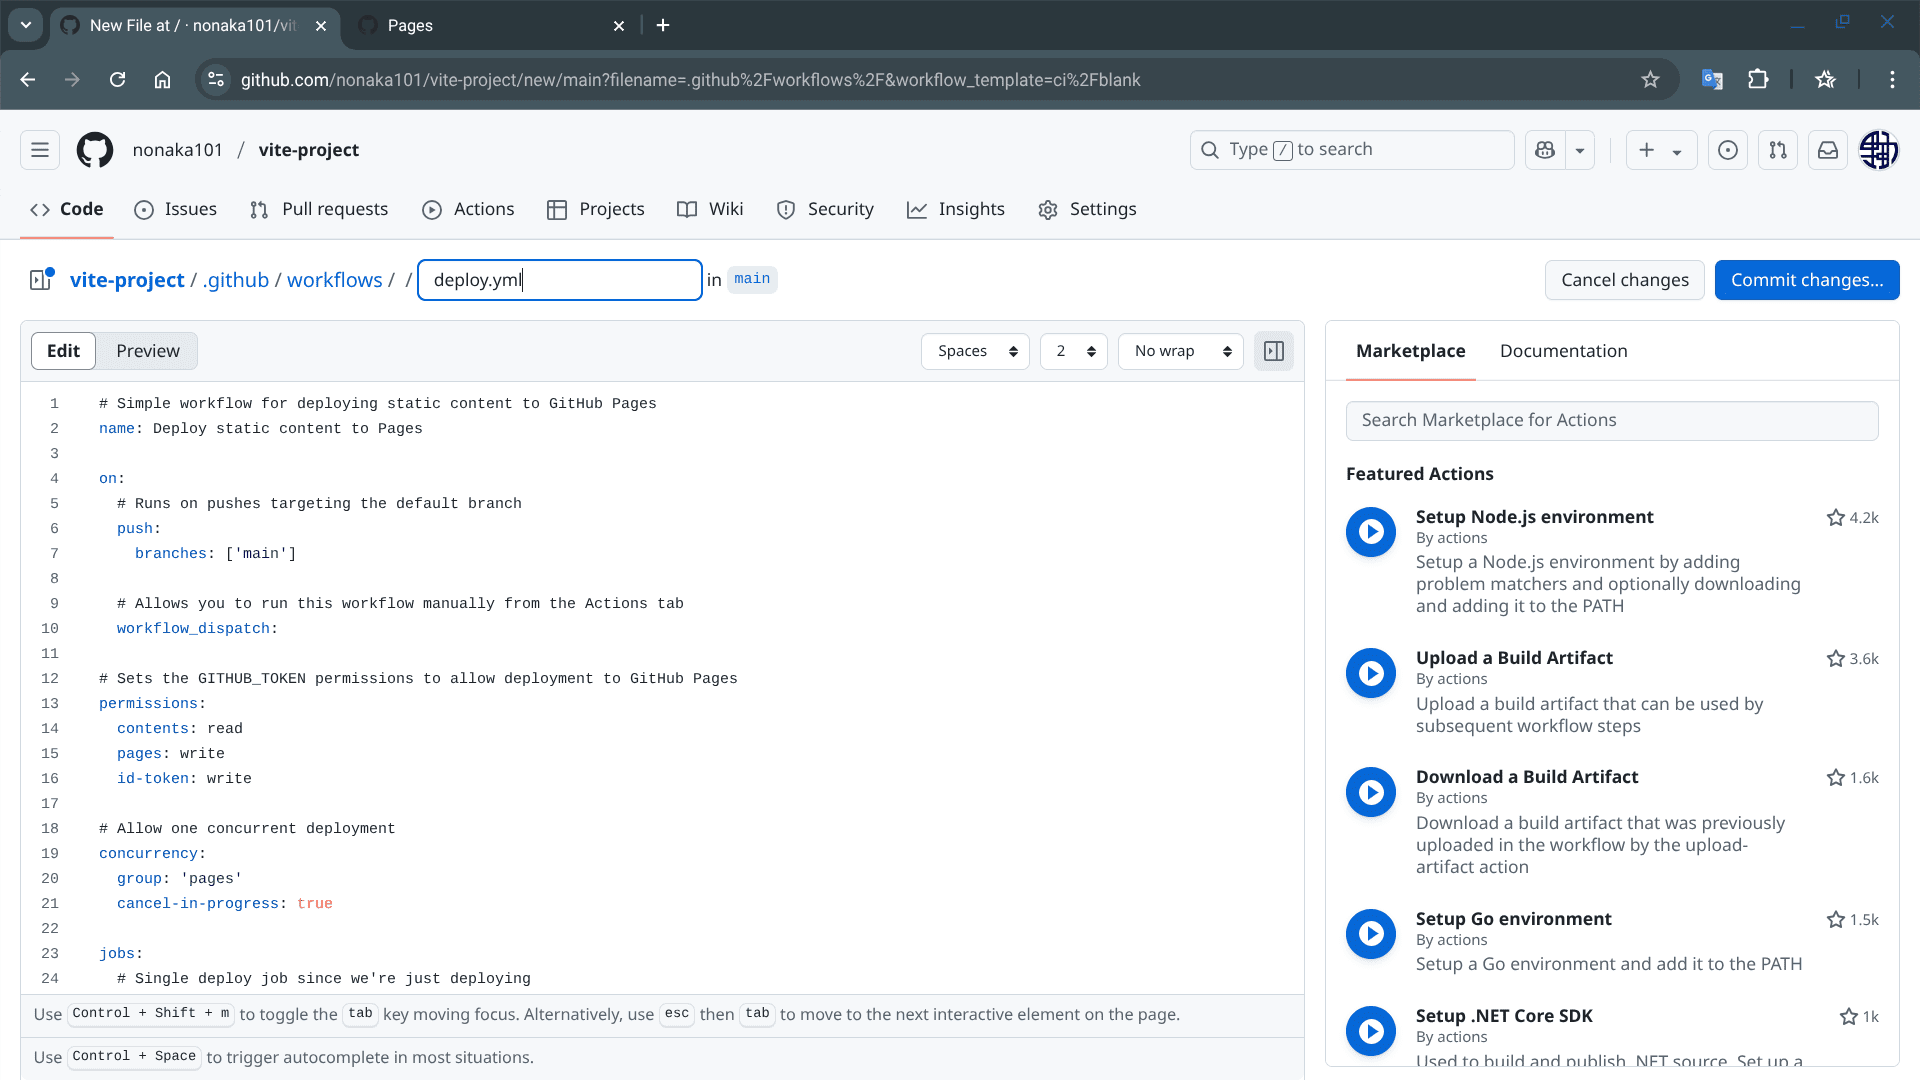 New File at / · nonaka101/vit
Pages
github.com/nonaka101/vite-project/new/main?filename=.github%2Fworkflows%2F&workflow_template=ci%2Fblank
nonaka101 / vite-project
Type / to search
Code
Issues
Pull requests
Actions
Projects
Wiki
Security
Insights
Settings
vite-project / .github / workflows / / deploy.yml in main
Cancel changes
Commit changes...
Edit
Preview
Spaces
2
No wrap
1 # Simple workflow for deploying static content to GitHub Pages
2 name: Deploy static content to Pages
3
4 on:
5 # Runs on pushes targeting the default branch
6 push:
7 branches: ['main']
8
9 # Allows you to run this workflow manually from the Actions tab
10 workflow_dispatch:
11
12 # Sets the GITHUB_TOKEN permissions to allow deployment to GitHub Pages
13 permissions:
14 contents: read
15 pages: write
16 id-token: write
17
18 # Allow one concurrent deployment
19 concurrency:
20 group: 'pages'
21 cancel-in-progress: true
22
23 jobs:
24 # Single deploy job since we're just deploying
Use Control + Shift + m to toggle the tab key moving focus. Alternatively, use esc then tab to move to the next interactive element on the page.
Use Control + Space to trigger autocomplete in most situations.
Marketplace
Documentation
Search Marketplace for Actions
Featured Actions
Setup Node.js environment
4.2k
By actions
Setup a Node.js environment by adding
problem matchers and optionally downloading
and adding it to the PATH
Upload a Build Artifact
3.6k
By actions
Upload a build artifact that can be used by
subsequent workflow steps
Download a Build Artifact
1.6k
By actions
Download a build artifact that was previously
uploaded in the workflow by the upload-
artifact action
Setup Go environment
1.5k
By actions
Setup a Go environment and add it to the PATH
Setup .NET Core SDK
1k
By actions
Used to build and publish .NET source. Set up a